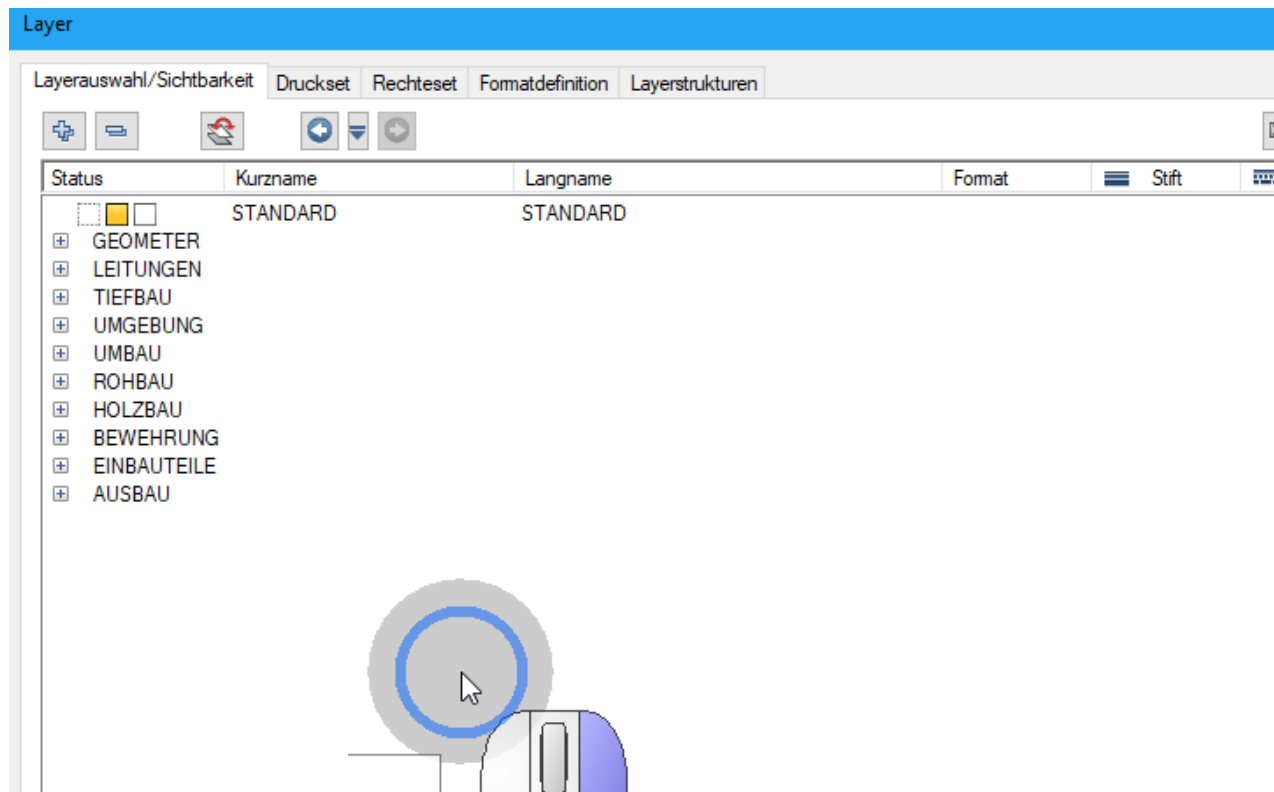 Layer
Layerauswahl/Sichtbarkeit Druckset Rechteset Formatdefinition Layerstrukturen
Status Kurzname Langname Format Stift
STANDARD STANDARD
GEOMETER
LEITUNGEN
TIEFBAU
UMGEBUNG
UMBAU
ROHBAU
HOLZBAU
BEWEHRUNG
EINBAUTEILE
AUSBAU